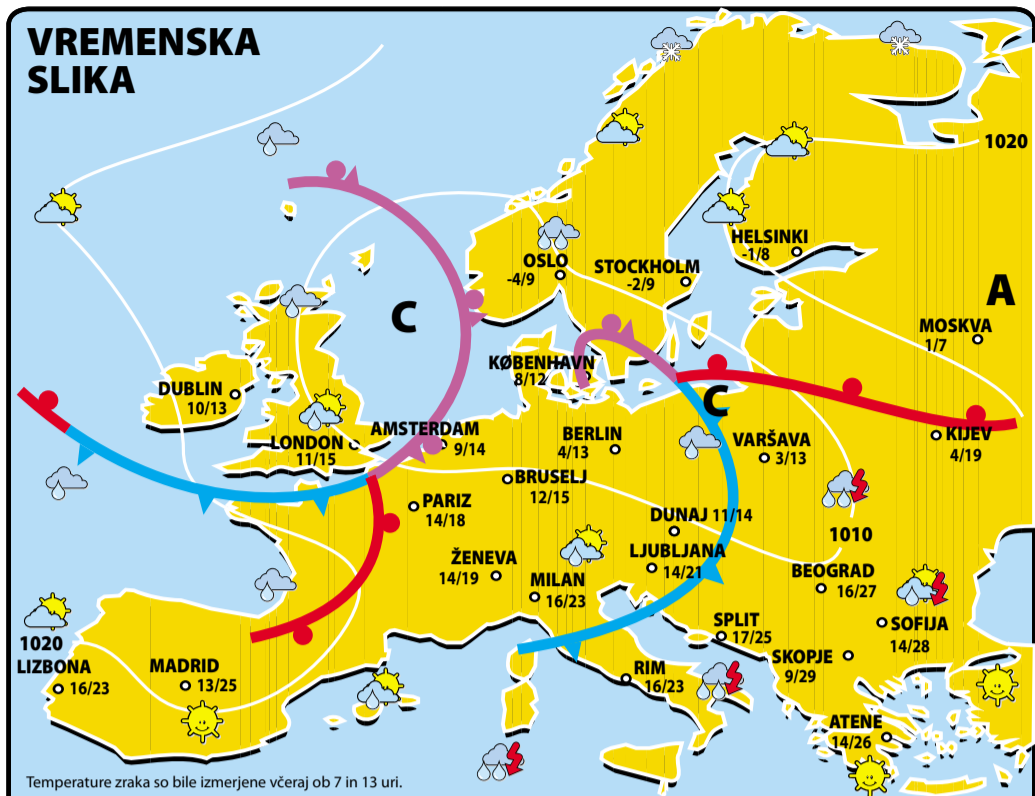 VREMENSKA
SLIKA
1020
HELSINKI
-1/8
OSLO
-4/9
STOCKHOLM
-2/9
A
C
MOSKVA
1/7
KØBENHAVN
8/12
DUBLIN
10/13
C
AMSTERDAM
9/14
LONDON
11/15
BERLIN
4/13
VARŠAVA
3/13
KIJEV
4/19
BRUSELJ
12/15
PARIZ
14/18
DUNAJ 11/14
1010
LJUBLJANA
14/21
ŽENEVA
14/19
MILAN
16/23
BEOGRAD
16/27
SPLIT
17/25
SOFIJA
14/28
1020
LIZBONA
16/23
MADRID
13/25
RIM
16/23
SKOPJE
9/29
ATENE
14/26
Temperature zraka so bile izmerjene včeraj ob 7 in 13 uri.